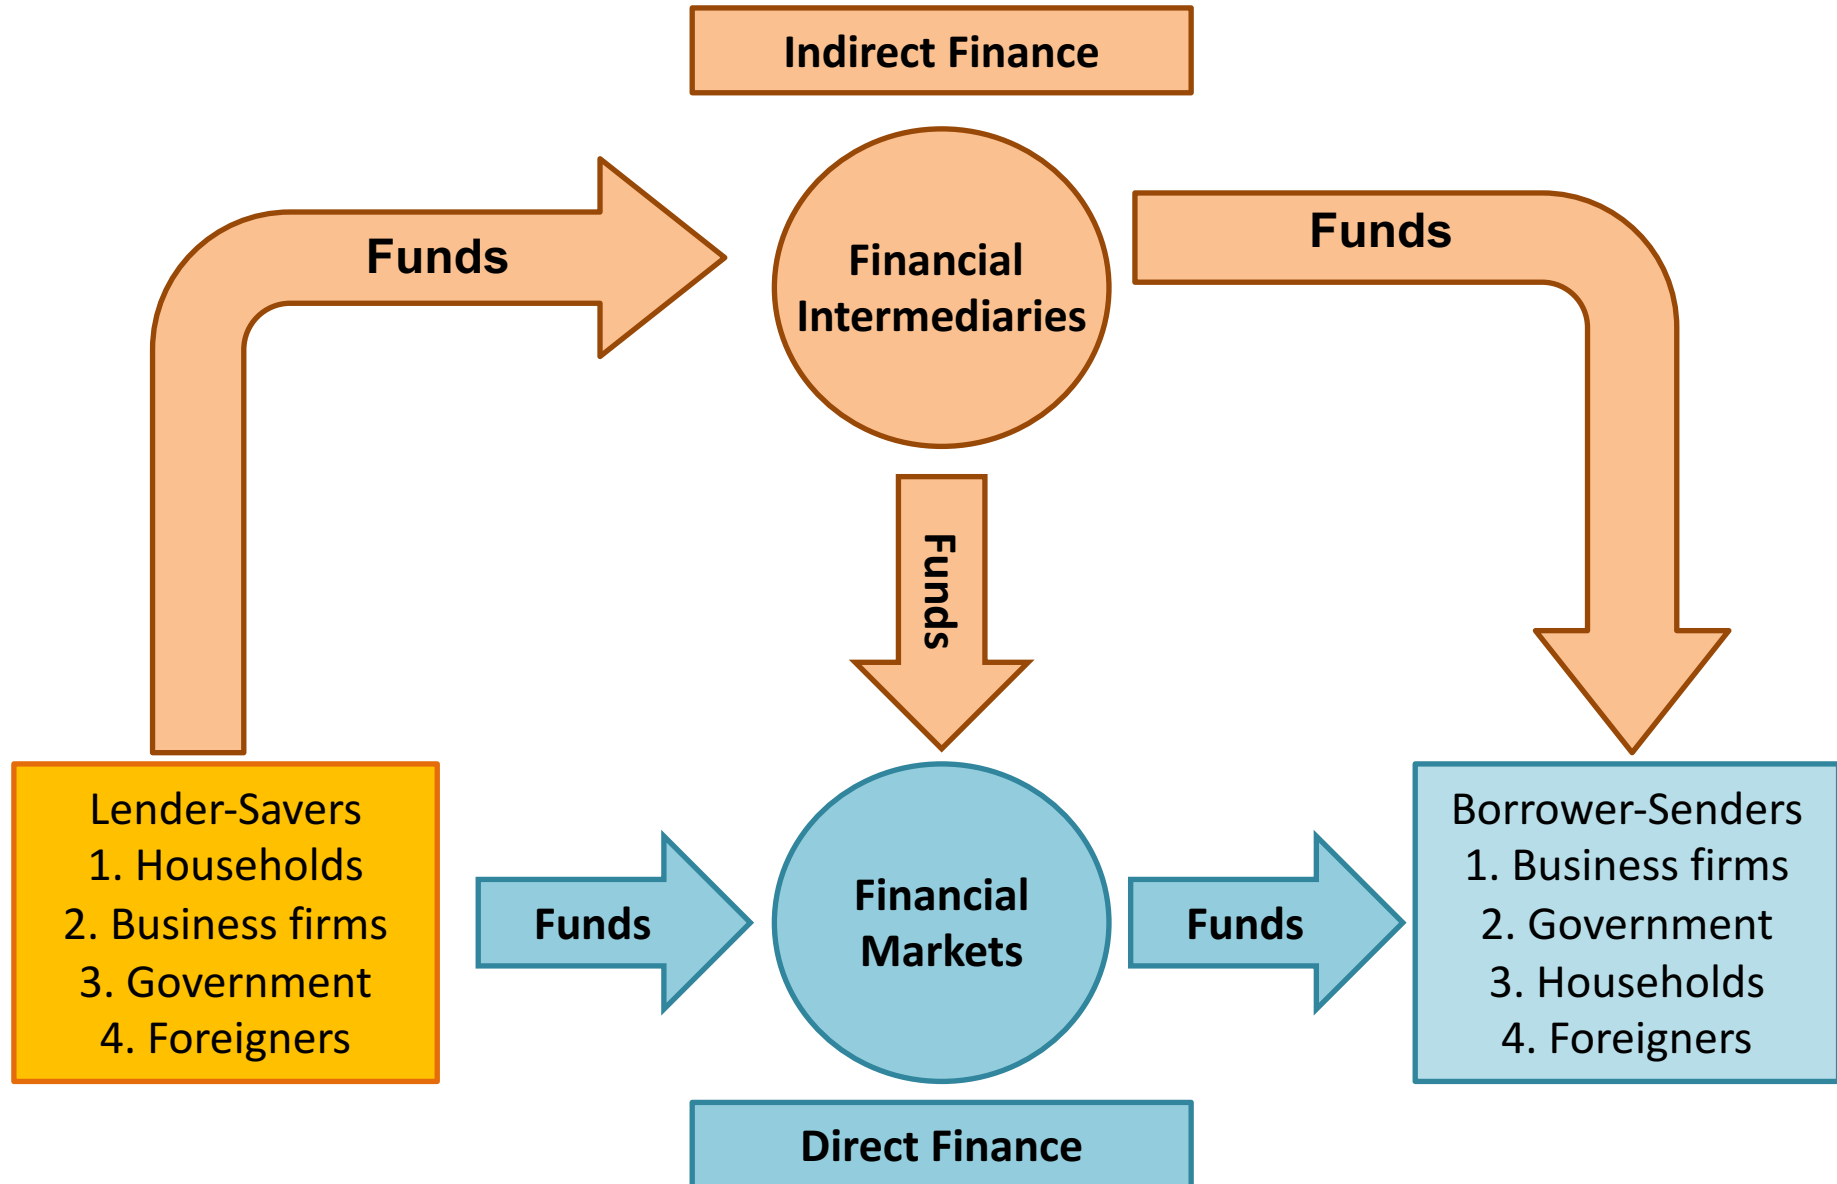 Indirect Finance
Funds
Financial
Intermediaries
Funds
Funds
Lender-Savers
1. Households
2. Business firms
3. Government
4. Foreigners
Funds
Financial
Markets
Funds
Borrower-Senders
1. Business firms
2. Government
3. Households
4. Foreigners
Direct Finance